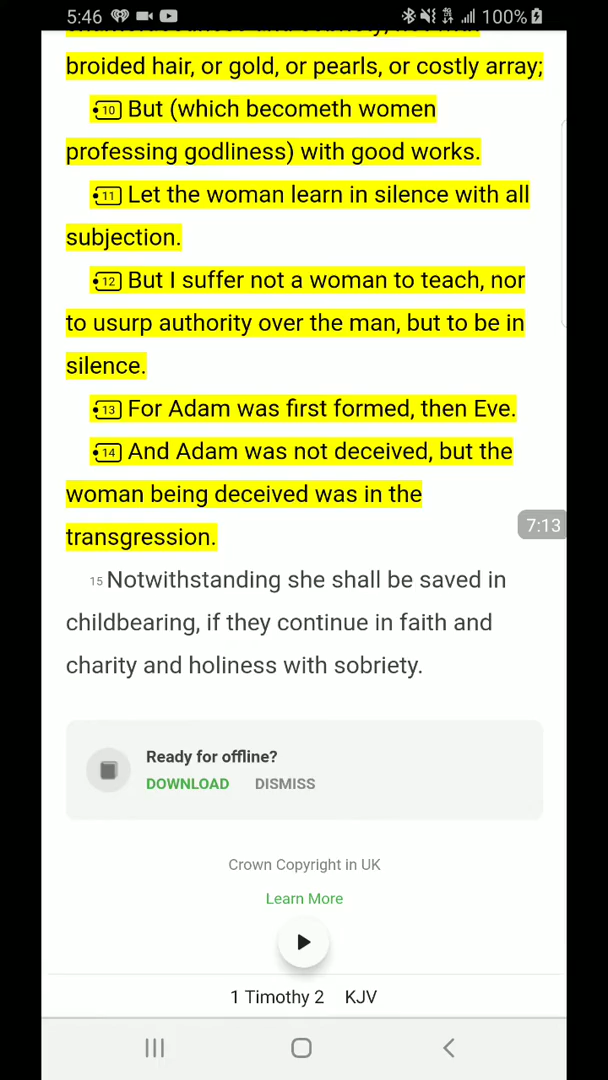 5:46 100%
broided hair, or gold, or pearls, or costly array;
10 But (which becometh women
professing godliness) with good works.
11 Let the woman learn in silence with all
subjection.
12 But I suffer not a woman to teach, nor
to usurp authority over the man, but to be in
silence.
13 For Adam was first formed, then Eve.
14 And Adam was not deceived, but the
woman being deceived was in the
7:13
transgression.
15 Notwithstanding she shall be saved in
childbearing, if they continue in faith and
charity and holiness with sobriety.
Ready for offline?
DOWNLOAD DISMISS
Crown Copyright in UK
Learn More
1 Timothy 2 KJV